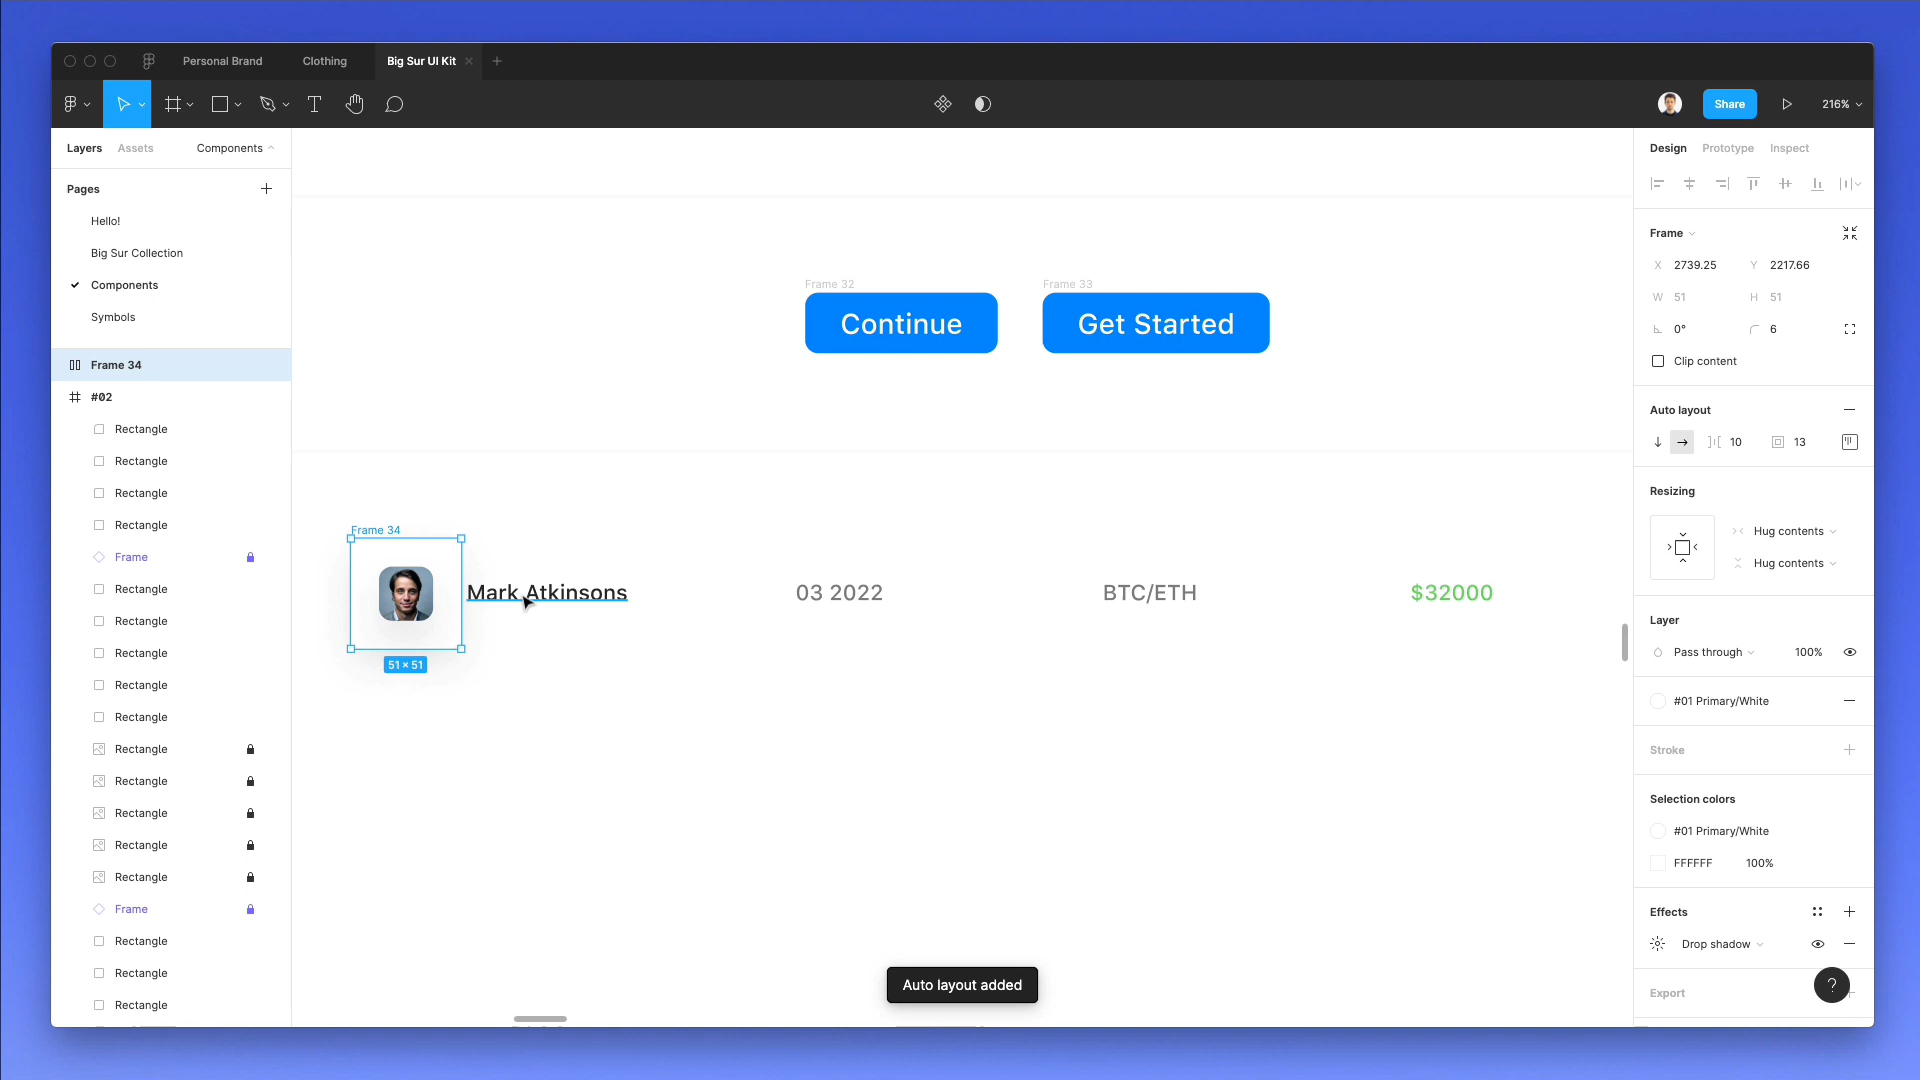 Personal Brand
Clothing
Big Sur UI Kit
Share
216%
Layers
Assets
Components
Pages
Hello!
Big Sur Collection
Components
Symbols
Frame 34
#02
Rectangle
Rectangle
Rectangle
Rectangle
Frame
Rectangle
Rectangle
Rectangle
Rectangle
Rectangle
Rectangle
Rectangle
Rectangle
Rectangle
Rectangle
Frame
Rectangle
Rectangle
Rectangle
Frame 32
Continue
Frame 33
Get Started
Frame 34
51 × 51
Mark Atkinsons
03 2022
BTC/ETH
$32000
Auto layout added
Design
Prototype
Inspect
Frame
X 2739.25
Y 2217.66
W 51
H 51
0°
6
Clip content
Auto layout
10
13
Resizing
Hug contents
Hug contents
Layer
Pass through
100%
#01 Primary/White
Stroke
Selection colors
#01 Primary/White
FFFFFF
100%
Effects
Drop shadow
Export
?